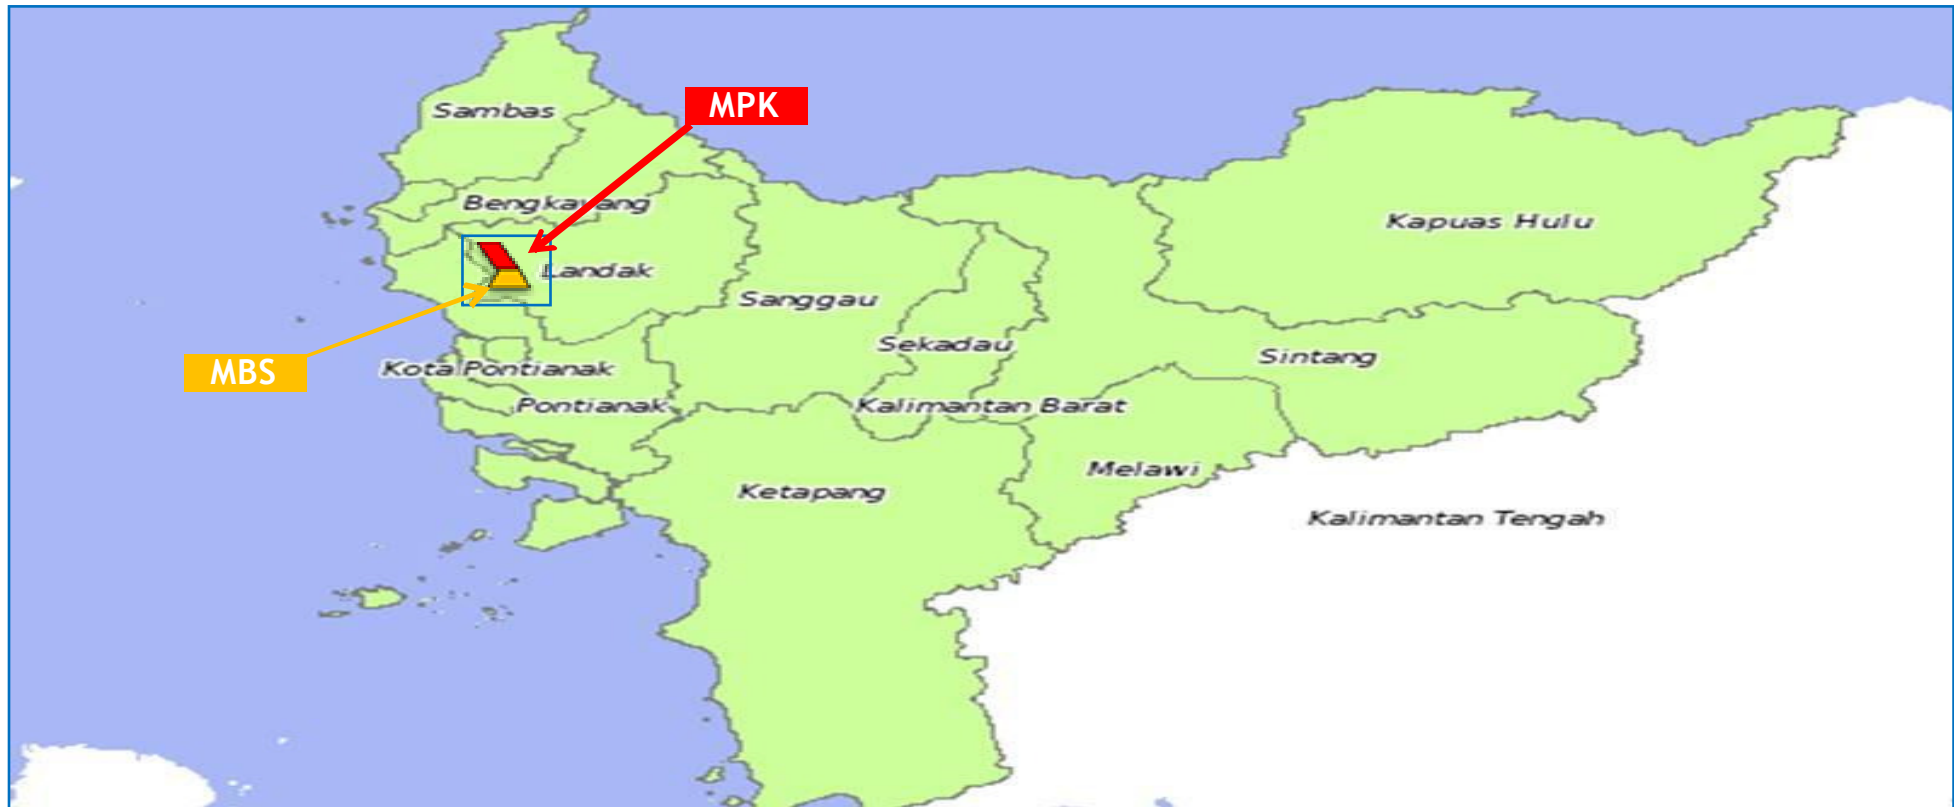 MPK
Sambas
Bengkayang
Kapuas Hulu
Landak
Sanggau
Sekadau
Sintang
MBS
Kota Pontianak
Pontianak
Kalimantan Barat
Melawi
Ketapang
Kalimantan Tengah